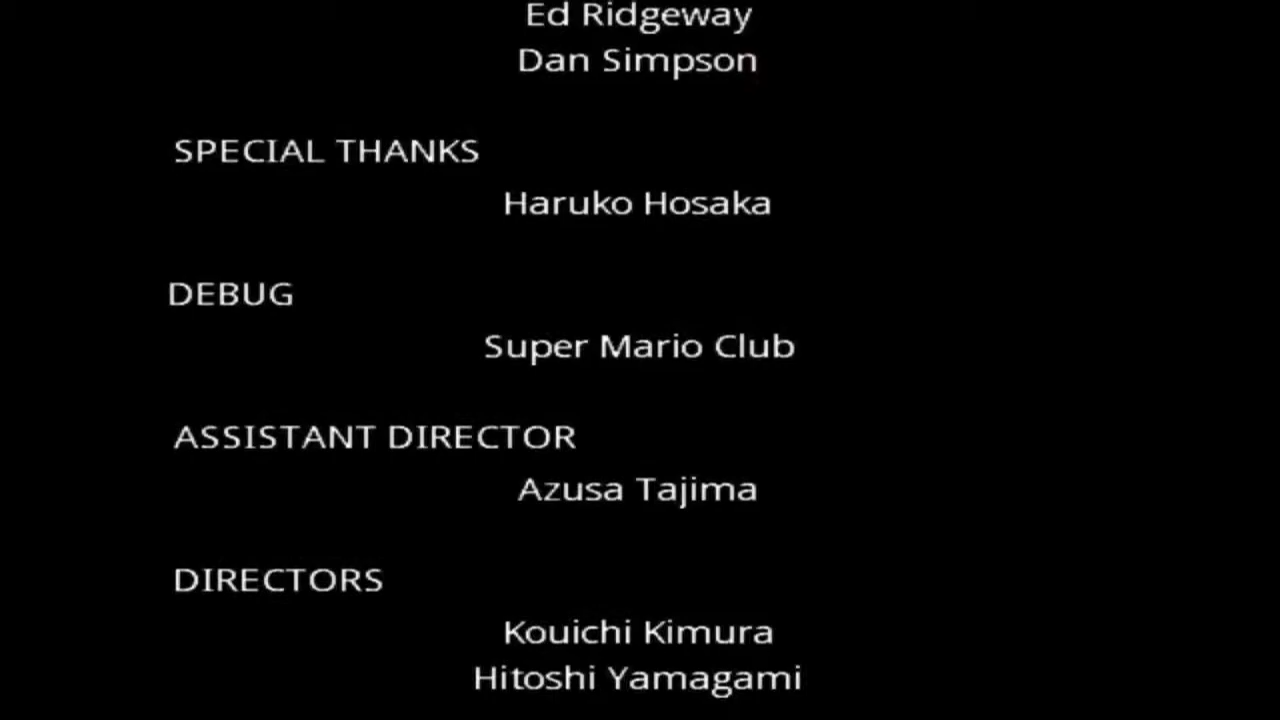 Ed Ridgeway
Dan Simpson
SPECIAL THANKS
Haruko Hosaka
DEBUG
Super Mario Club
ASSISTANT DIRECTOR
Azusa Tajima
DIRECTORS
Kouichi Kimura
Hitoshi Yamagami